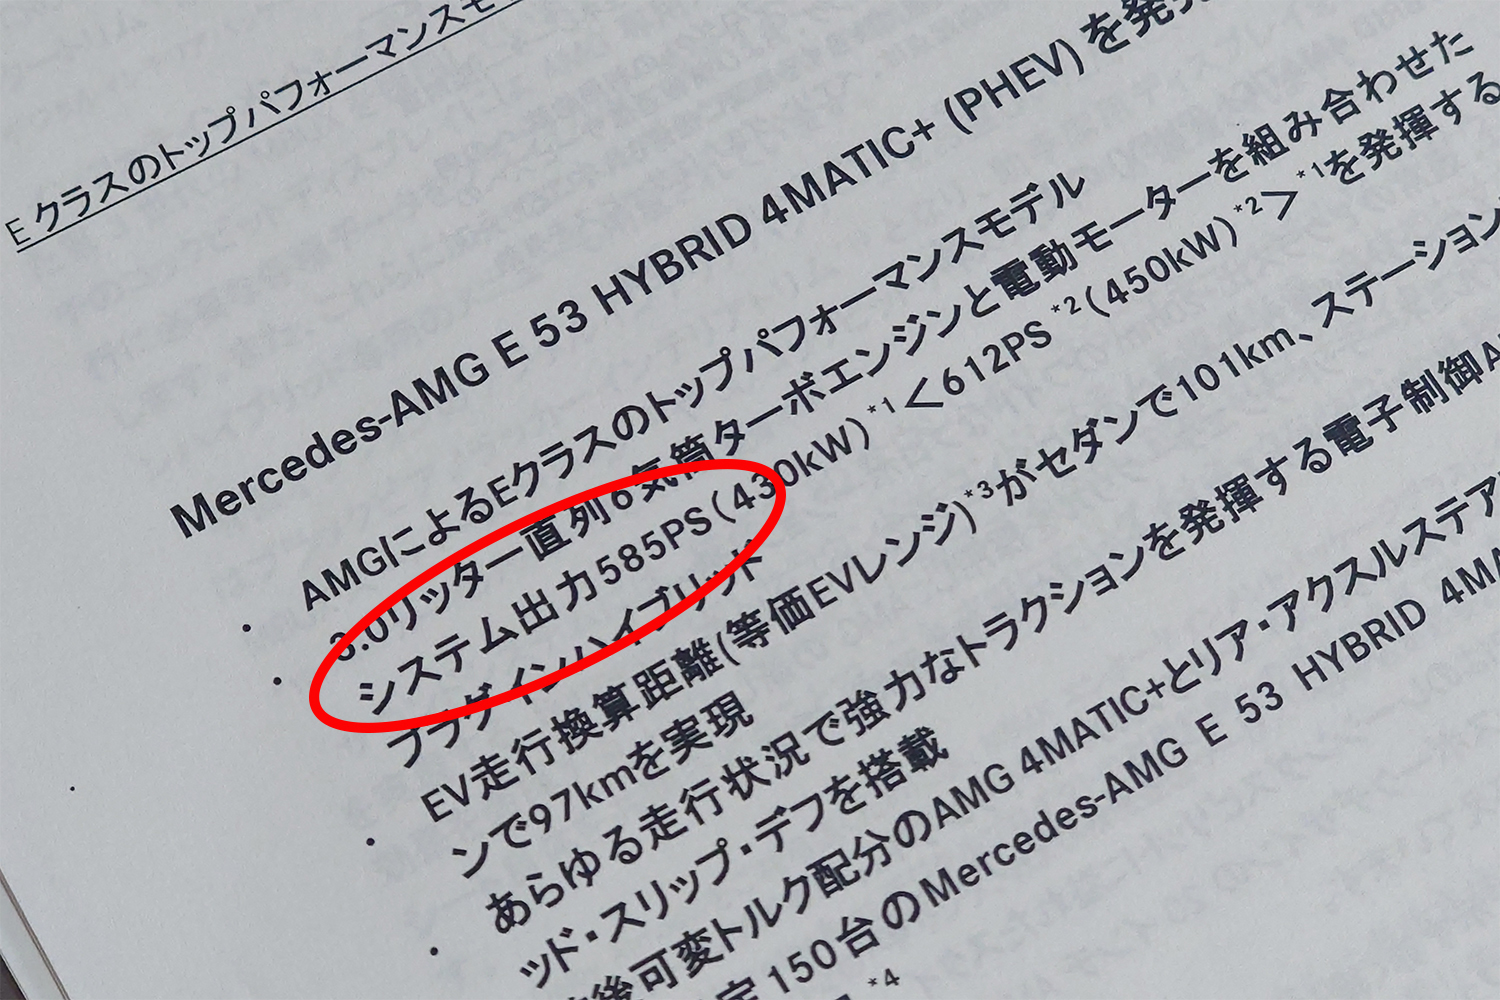 Eクラスのトップパフォーマンスモ
Mercedes-AMG E 53 HYBRID 4MATIC+ (PHEV) を発
・ AMGによるEクラスのトップパフォーマンスモデル
・ 3.0リッター直列6気筒ターボエンジンと電動モーターを組み合わせた
システム出力585PS（430kW）*1＜612PS *2（450kW）*2＞*1を発揮する
プラグインハイブリッド
・ EV走行換算距離(等価EVレンジ)*3がセダンで101km、ステーション
ンで97kmを実現
・ あらゆる走行状況で強力なトラクションを発揮する電子制御A
ッド・スリップ・デフを搭載
後可変トルク配分のAMG 4MATIC+とリア・アクスルステア
定150台のMercedes-AMG E 53 HYBRID 4MA
*4